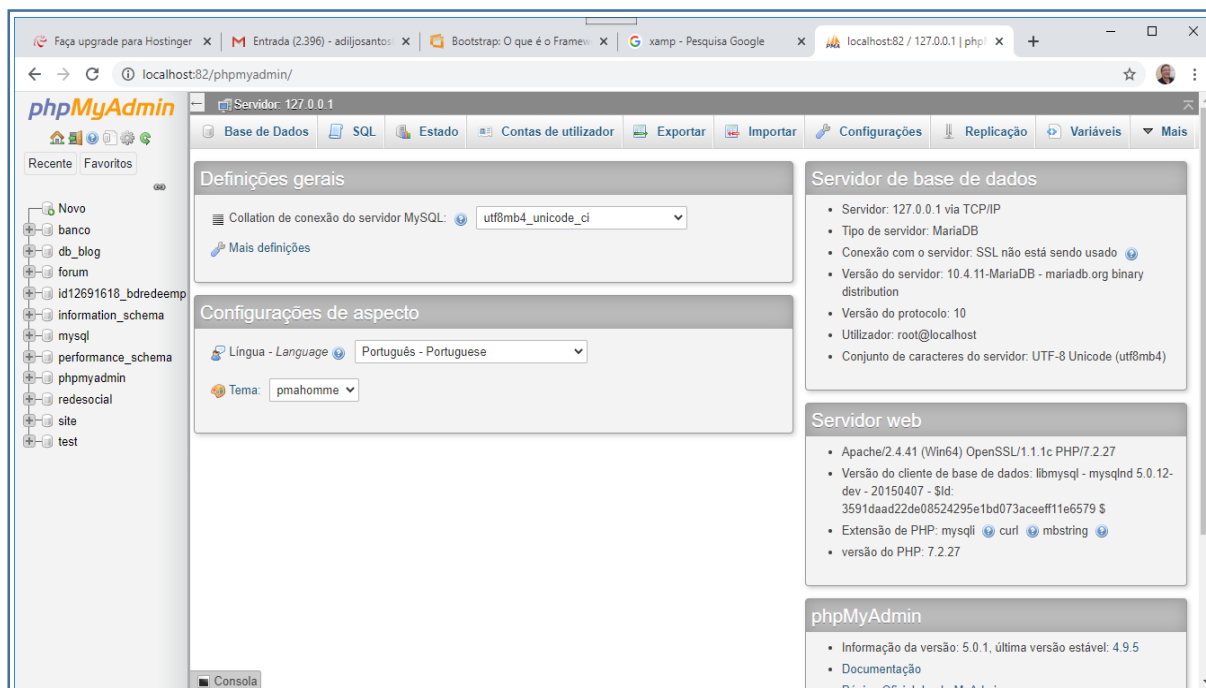 Faça upgrade para Hostinger
Entrada (2.396) - adiljosantos
Bootstrap: O que é o Framew
xamp - Pesquisa Google
localhost:82 / 127.0.0.1 | php
localhost:82/phpmyadmin/
phpMyAdmin
Recente Favoritos
Novo
banco
db_blog
forum
id12691618_bdredeemp
information_schema
mysql
performance_schema
phpmyadmin
redesocial
site
test
Servidor: 127.0.0.1
Base de Dados SQL Estado Contas de utilizador Exportar Importar Configurações Replicação Variáveis Mais
Definições gerais
Collation de conexão do servidor MySQL: utf8mb4_unicode_ci
Mais definições
Configurações de aspecto
Língua - Language Português - Portuguese
Tema: pmahomme
Consola
Servidor de base de dados
Servidor: 127.0.0.1 via TCP/IP
Tipo de servidor: MariaDB
Conexão com o servidor: SSL não está sendo usado
Versão do servidor: 10.4.11-MariaDB - mariadb.org binary
distribution
Versão do protocolo: 10
Utilizador: root@localhost
Conjunto de caracteres do servidor: UTF-8 Unicode (utf8mb4)
Servidor web
Apache/2.4.41 (Win64) OpenSSL/1.1.1c PHP/7.2.27
Versão do cliente de base de dados: libmysql - mysqlnd 5.0.12-
dev - 20150407 - $Id:
3591daad22de08524295e1bd073aceeff11e6579 $
Extensão de PHP: mysqli curl mbstring
versão do PHP: 7.2.27
phpMyAdmin
Informação da versão: 5.0.1, última versão estável: 4.9.5
Documentação